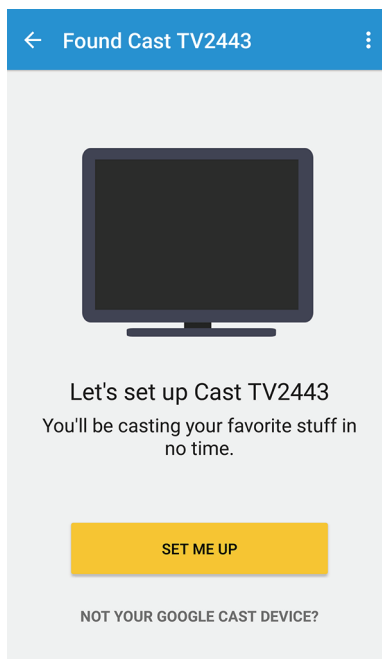 Found Cast TV2443
Let's set up Cast TV2443
You'll be casting your favorite stuff in
no time.
SET ME UP
NOT YOUR GOOGLE CAST DEVICE?